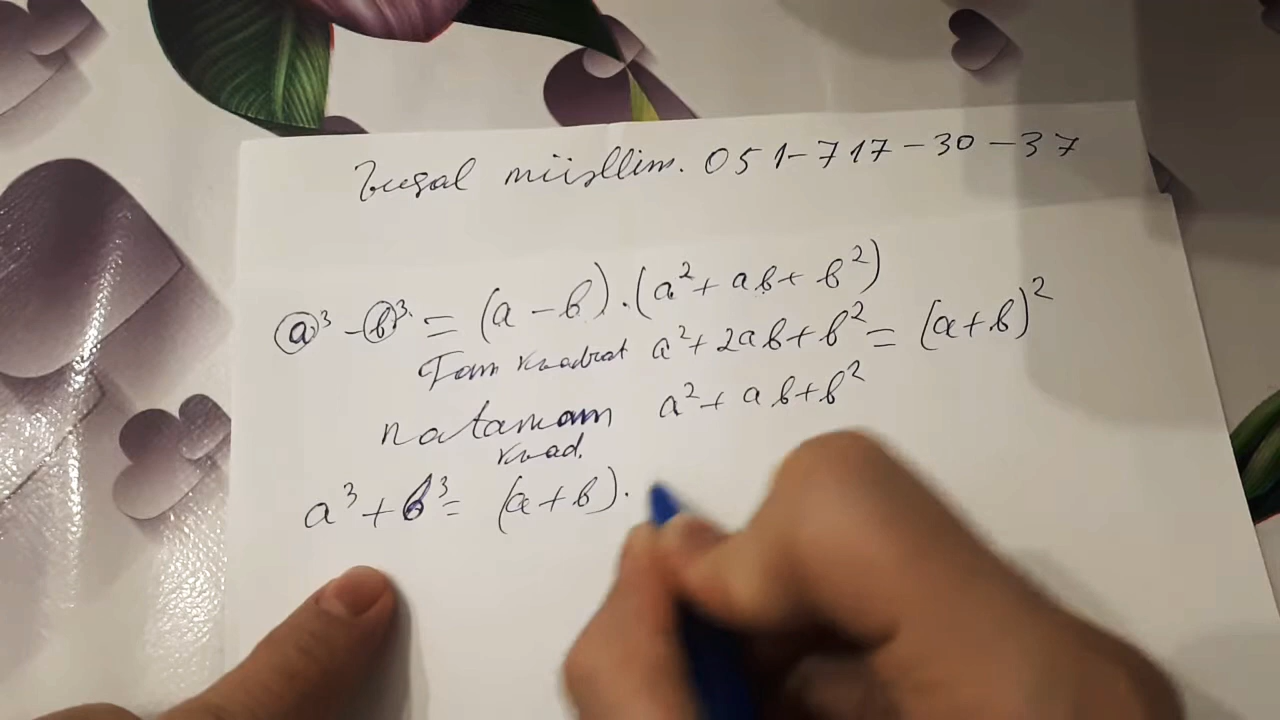 müəllim. 051-717-30-37
a³ - b³ = (a - b) · (a² + ab + b²)
Tam kvadrat a² + 2ab + b² = (a + b)²
natamam a² + ab + b²
kvad.
a³ + b³ = (a + b) ·